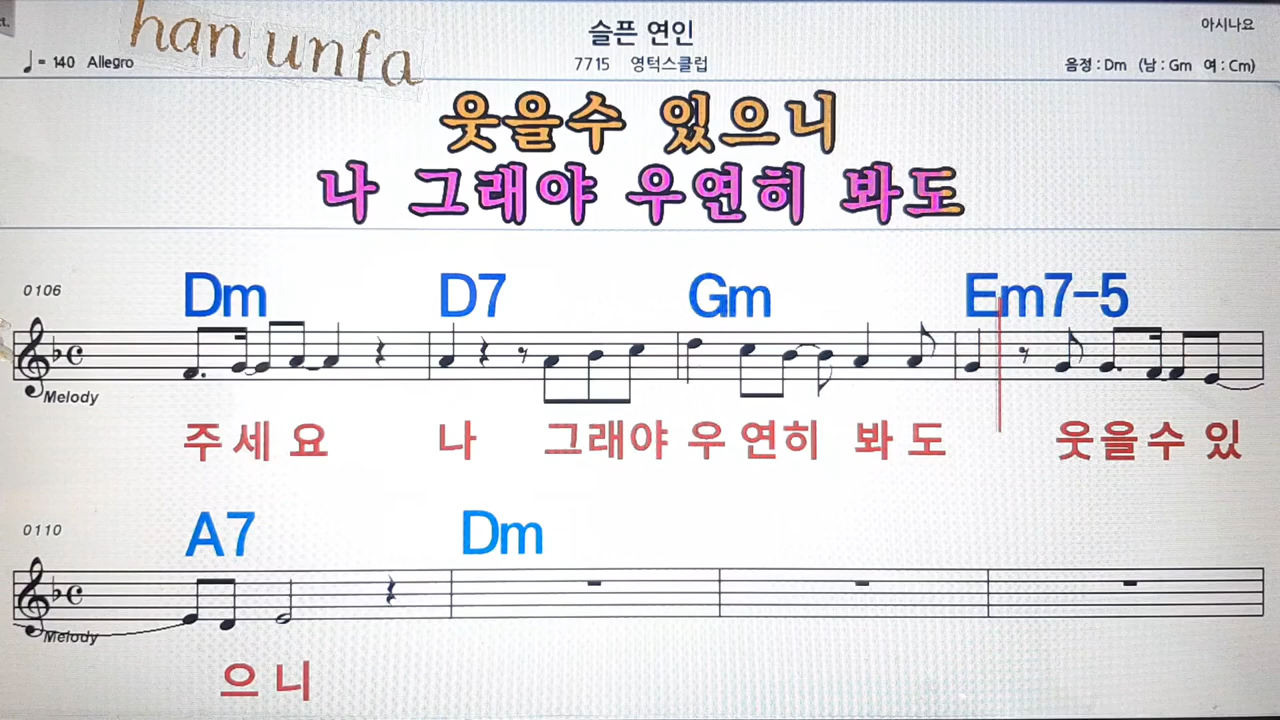 han unfa
슬픈 연인
아시나요
♩= 140 Allegro
7715 영턱스클럽
음정 : Dm (남 : Gm 여 : Cm)
웃을수 있으니
나 그래야 우연히 봐도
0106
Dm D7 Gm Em7-5
Melody
주세요 나 그래야 우연히 봐도 웃을수 있
0110
A7 Dm
Melody
으니